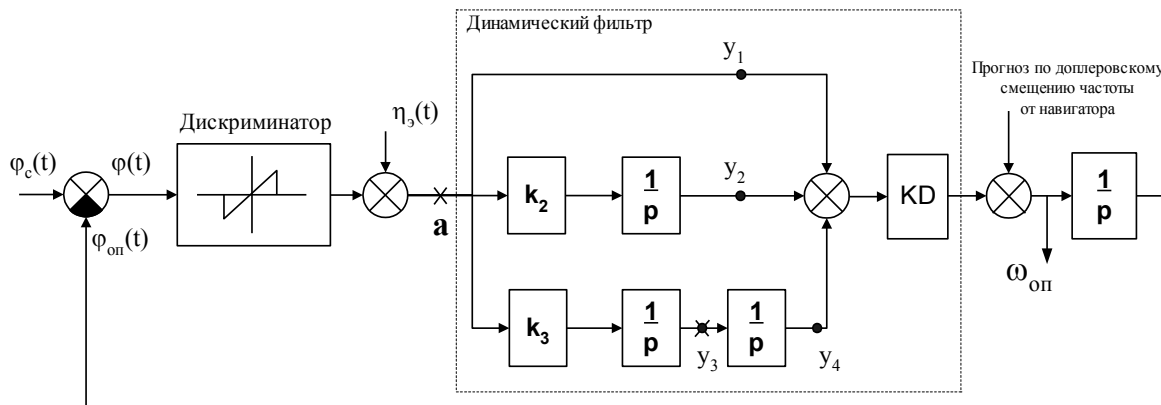 Динамический фильтр
y₁
Прогноз по доплеровскому
смещению частоты
от навигатора
Дискриминатор
ηэ(t)
φс(t)
φ(t)
k₂
1
p
y₂
KD
1
p
а
φоп(t)
ωоп
k₃
1
p
1
p
y₃
y₄